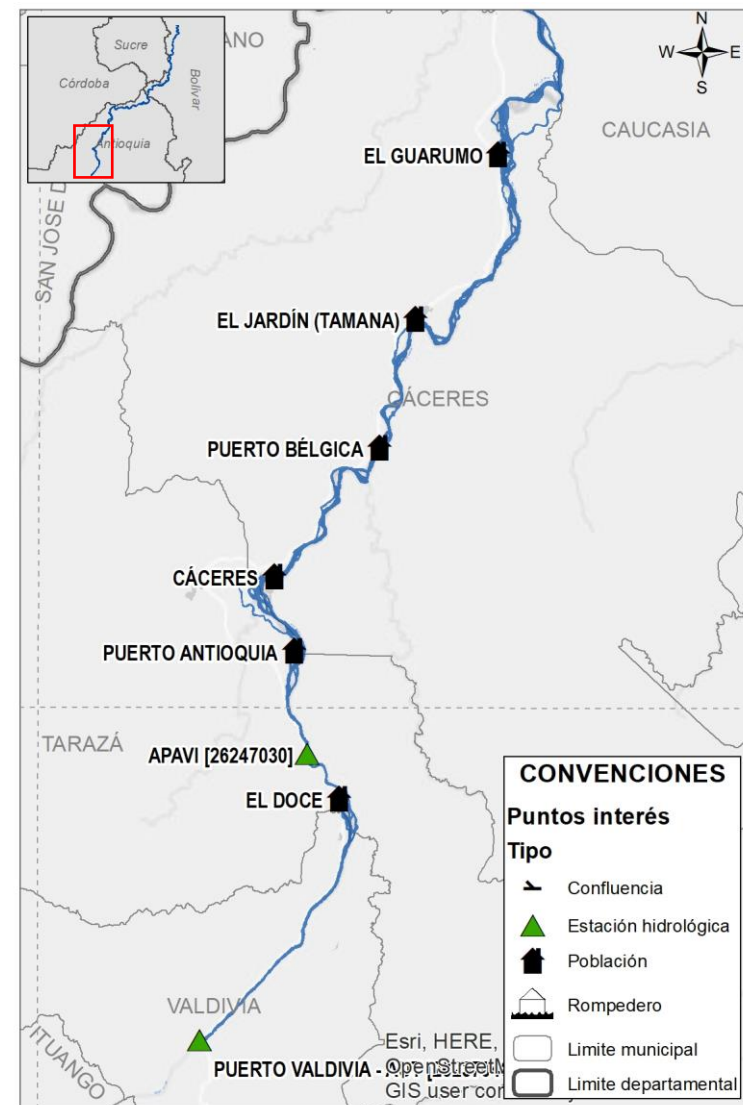 Sucre
Córdoba
Bolivar
Antioquia
ANO
SAN JOSE D
N
W E
S
CAUCASIA
EL GUARUMO
EL JARDÍN (TAMANA)
CÁCERES
PUERTO BÉLGICA
CÁCERES
PUERTO ANTIOQUIA
TARAZÁ
APAVI [26247030]
EL DOCE
VALDIVIA
ITUANGO
PUERTO VALDIVIA -
Esri, HERE,
GIS user co
CONVENCIONES
Puntos interés
Tipo
Confluencia
Estación hidrológica
Población
Rompedero
Limite municipal
Limite departamental